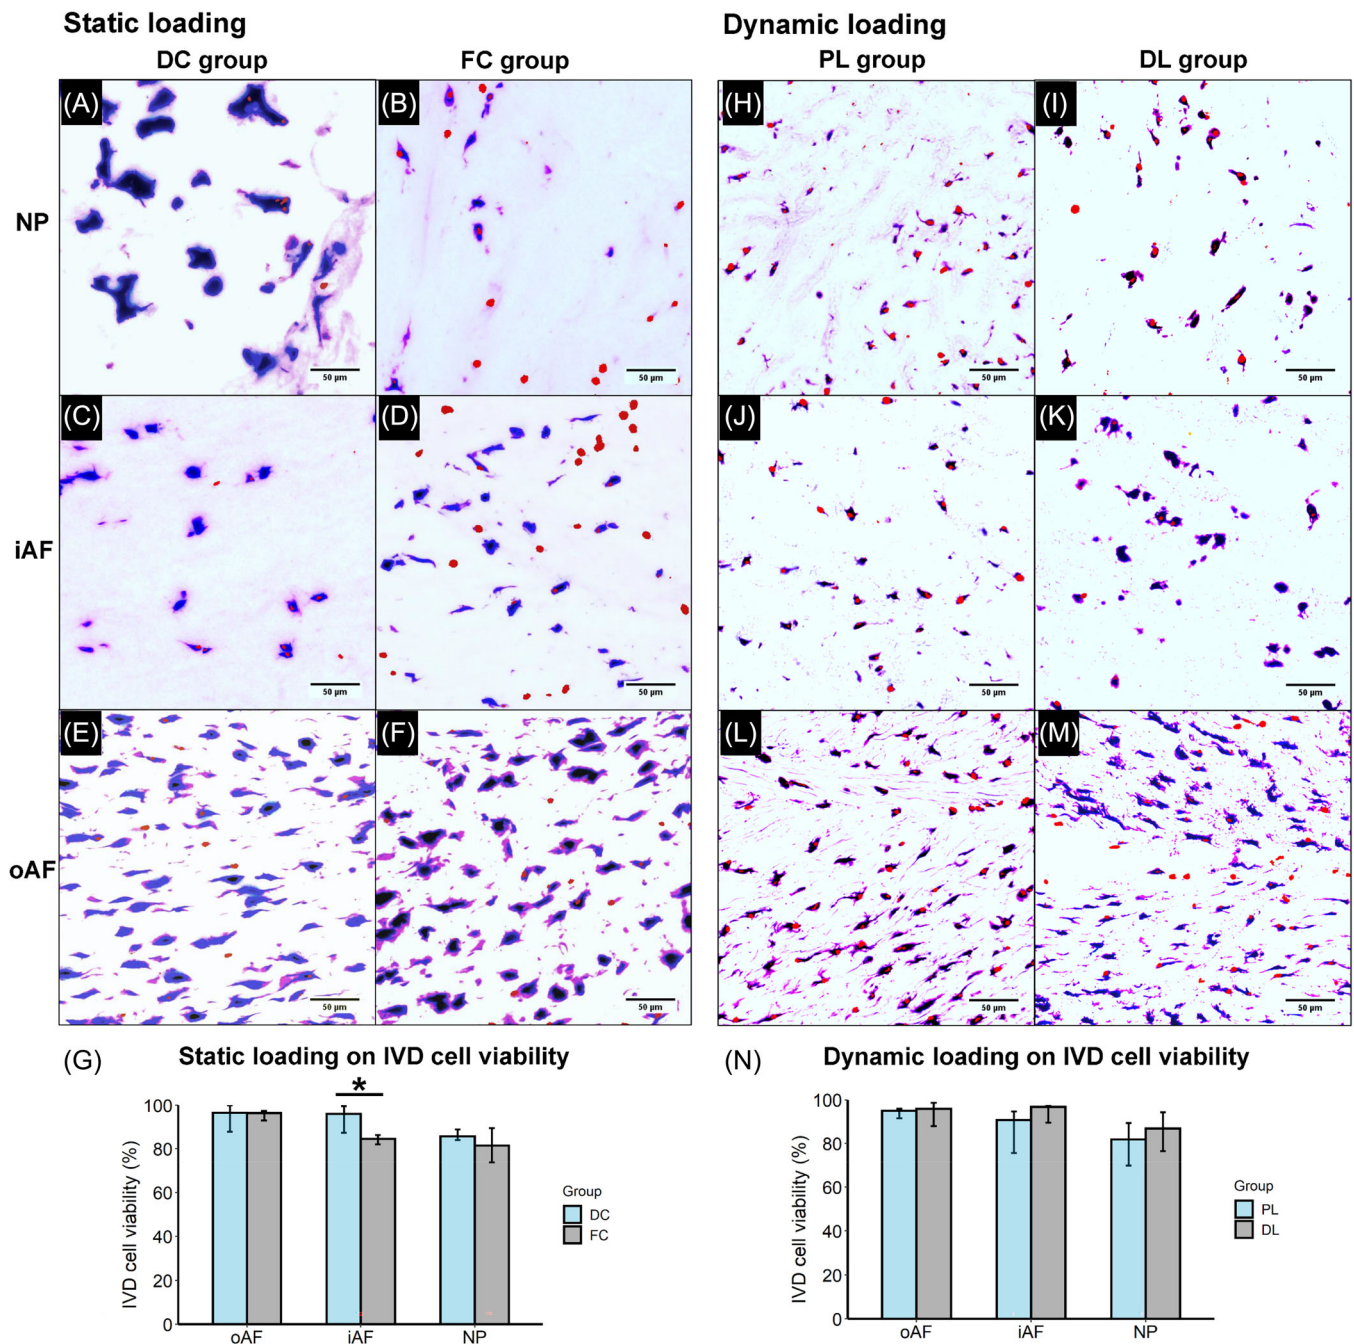 Static loading
Dynamic loading
DC group
FC group
PL group
DL group
NP
iAF
oAF
(A)
(B)
(H)
(I)
50 µm
50 µm
50 µm
50 µm
(C)
(D)
(J)
(K)
50 µm
50 µm
50 µm
50 µm
(E)
(F)
(L)
(M)
50 µm
50 µm
50 µm
50 µm
(G)
Static loading on IVD cell viability
*
IVD cell viability (%)
100
80
60
40
20
0
oAF
iAF
NP
Group
DC
FC
(N)
Dynamic loading on IVD cell viability
IVD cell viability (%)
100
80
60
40
20
0
oAF
iAF
NP
Group
PL
DL